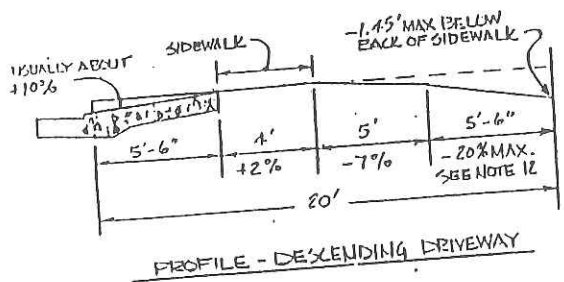 -1.45' MAX BELOW
BACK OF SIDEWALK
SIDEWALK
USUALLY ABOUT
+10%
5'-6"
4'
5'
5'-6"
+2%
-7%
-20% MAX.
SEE NOTE 12
20'
PROFILE - DESCENDING DRIVEWAY